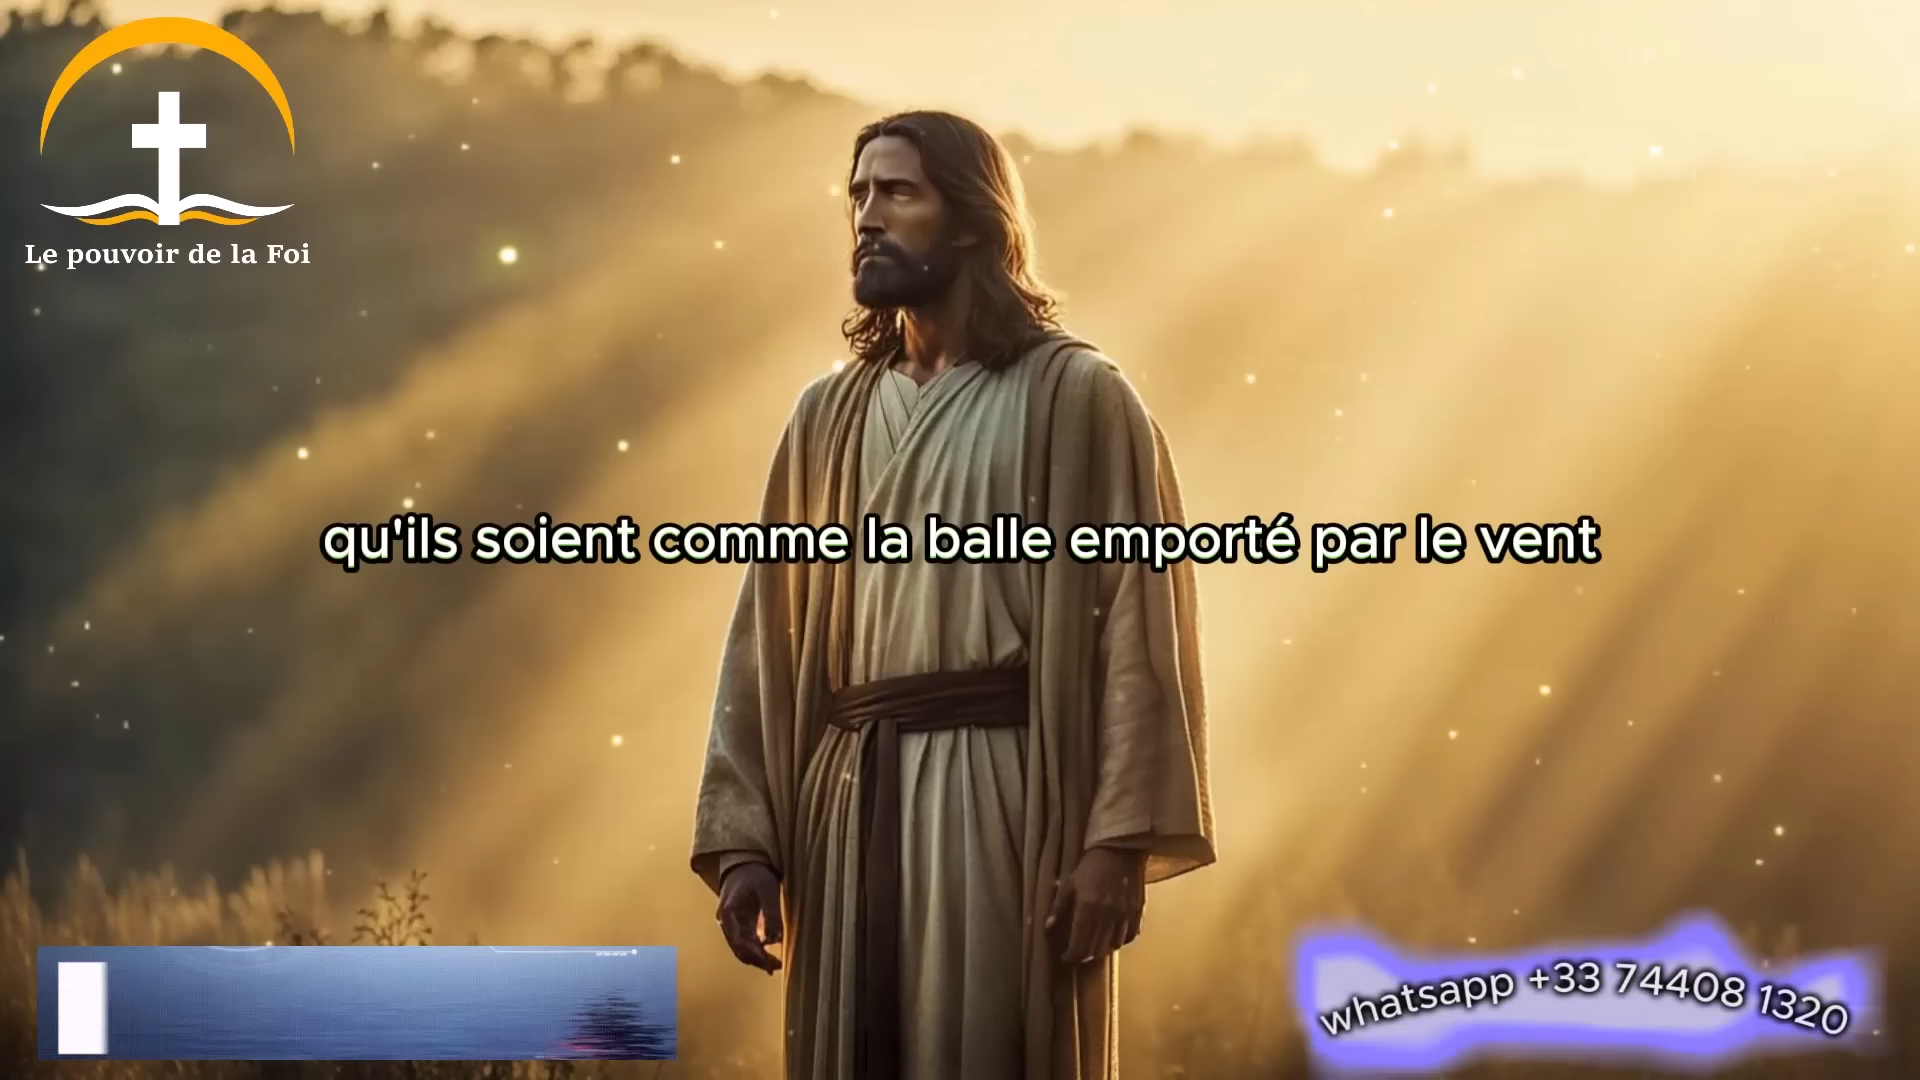 Le pouvoir de la Foi
qu'ils soient comme la balle emporté par le vent
whatsapp +33 74408 1320